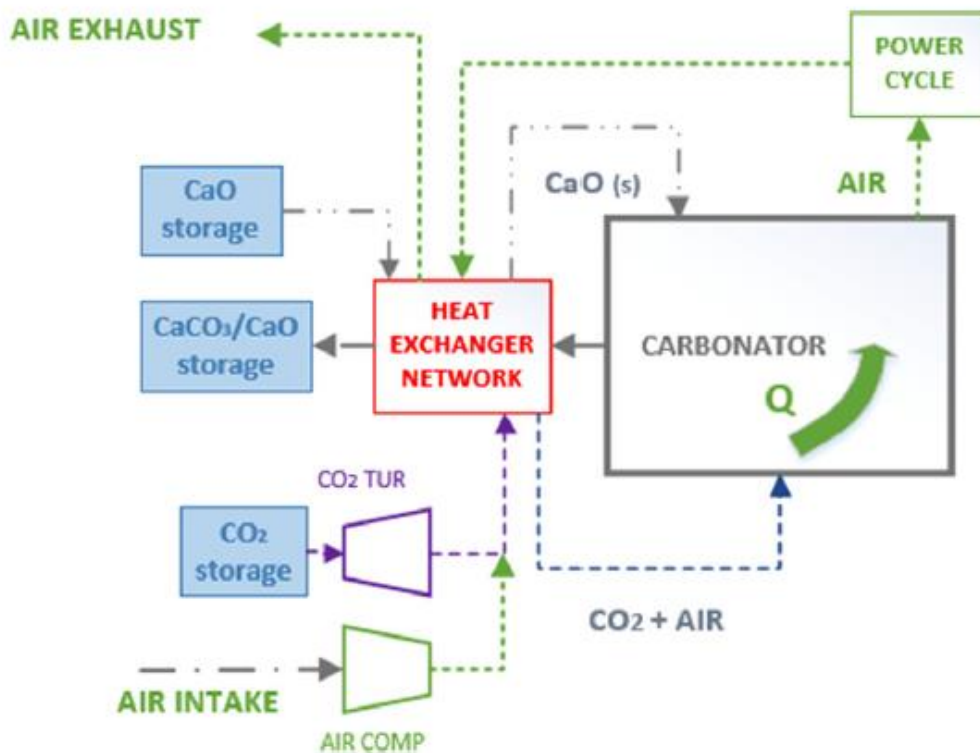 AIR EXHAUST
POWER
CYCLE
CaO
storage
CaO (s)
AIR
CaCO₃/CaO
storage
HEAT
EXCHANGER
NETWORK
CARBONATOR
Q
CO₂ TUR
CO₂
storage
CO₂ + AIR
AIR INTAKE
AIR COMP